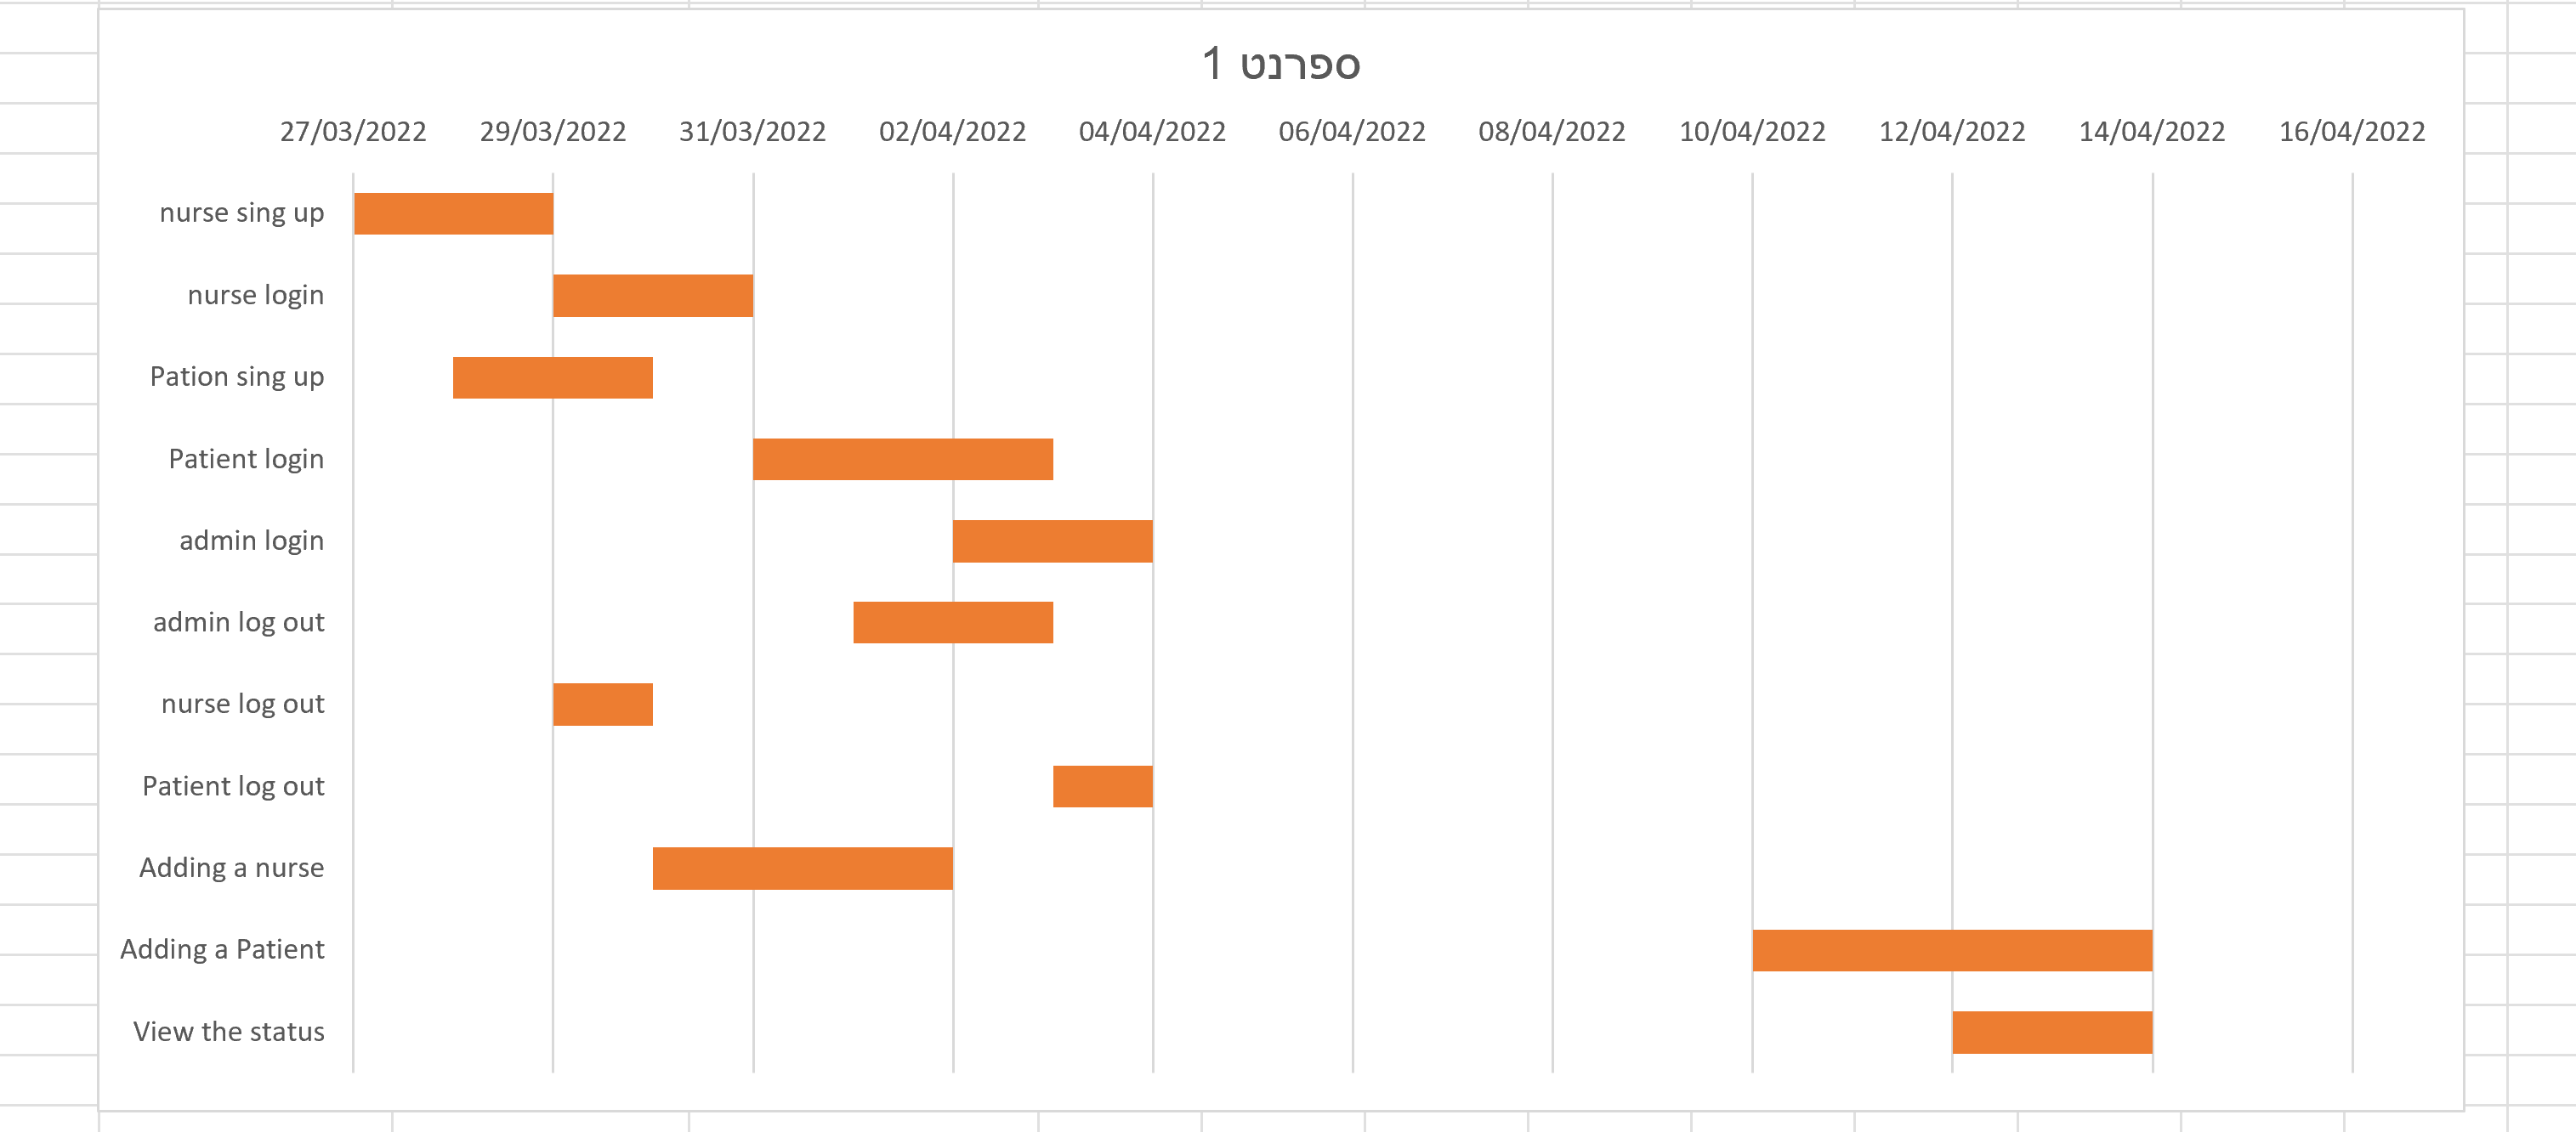 ספרנט 1
27/03/2022 29/03/2022 31/03/2022 02/04/2022 04/04/2022 06/04/2022 08/04/2022 10/04/2022 12/04/2022 14/04/2022 16/04/2022
nurse sing up
nurse login
Pation sing up
Patient login
admin login
admin log out
nurse log out
Patient log out
Adding a nurse
Adding a Patient
View the status